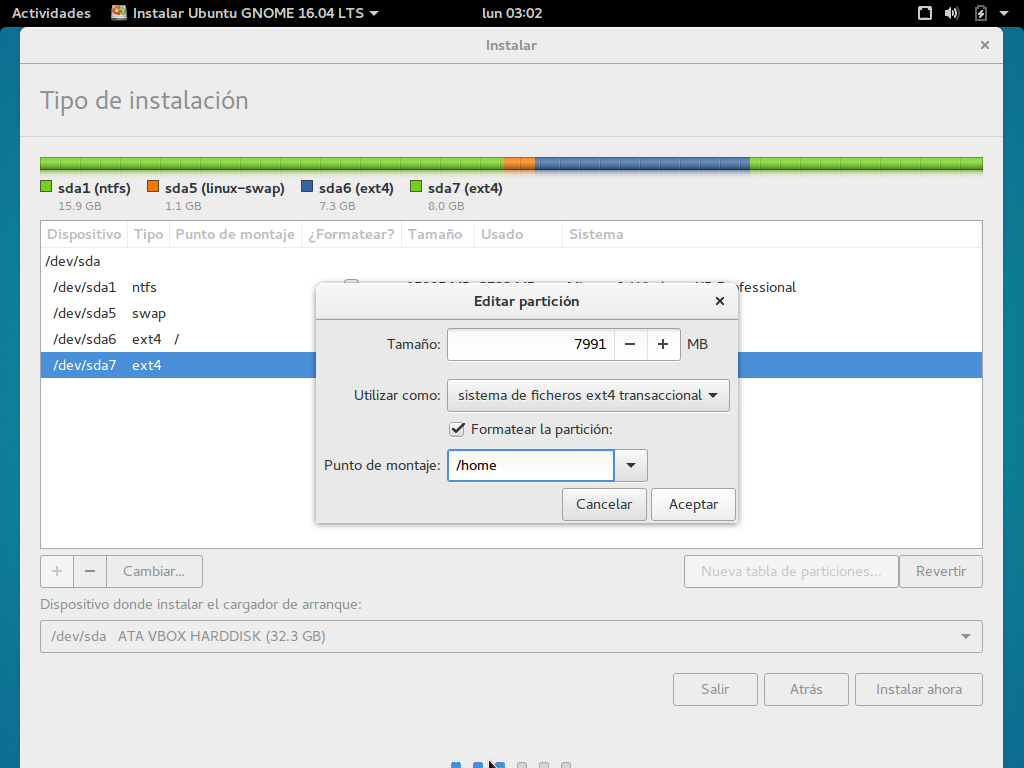 Actividades Instalar Ubuntu GNOME 16.04 LTS lun 03:02
Instalar
Tipo de instalación
sda1 (ntfs) sda5 (linux-swap) sda6 (ext4) sda7 (ext4)
15.9 GB 1.1 GB 7.3 GB 8.0 GB
Dispositivo Tipo Punto de montaje ¿Formatear? Tamaño Usado Sistema
/dev/sda
/dev/sda1 ntfs
/dev/sda5 swap
/dev/sda6 ext4 /
/dev/sda7 ext4
Editar partición
Tamaño: 7991 − + MB
Utilizar como: sistema de ficheros ext4 transaccional
Formatear la partición:
Punto de montaje: /home
Cancelar Aceptar
+ − Cambiar... Nueva tabla de particiones... Revertir
Dispositivo donde instalar el cargador de arranque:
/dev/sda ATA VBOX HARDDISK (32.3 GB)
Salir Atrás Instalar ahora